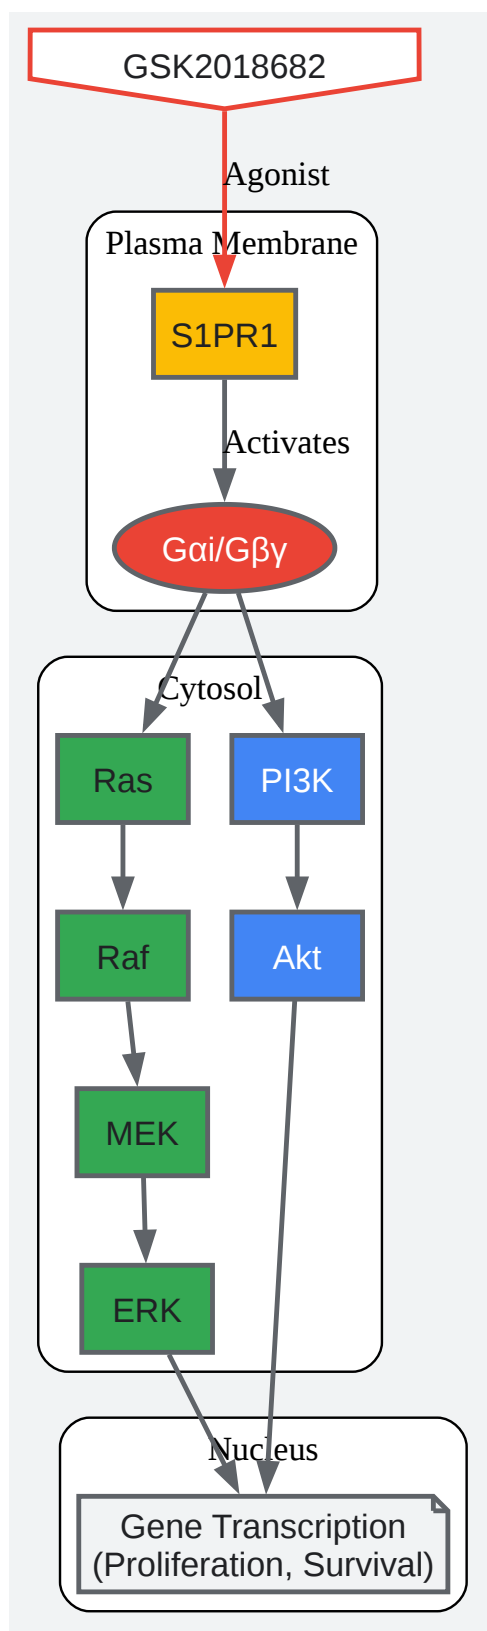 GSK2018682
Agonist
Plasma Membrane
S1PR1
Activates
Gαi/Gβγ
Cytosol
Ras
PI3K
Raf
Akt
MEK
ERK
Nucleus
Gene Transcription
(Proliferation, Survival)